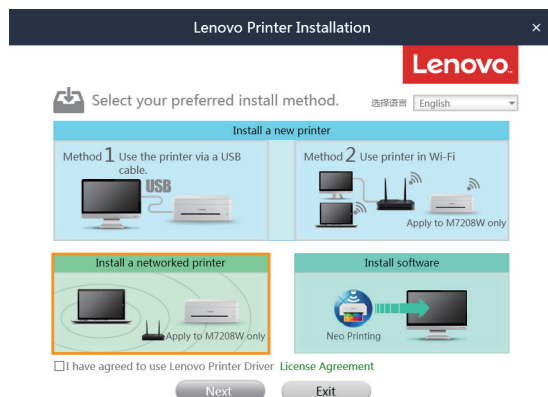 Lenovo Printer Installation
×
Lenovo
Select your preferred install method.
选择语言 English
Install a new printer
Method 1 Use the printer via a USB
cable.
USB
Method 2 Use printer in Wi-Fi
Apply to M7208W only
Install a networked printer
Apply to M7208W only
Install software
Neo Printing
I have agreed to use Lenovo Printer Driver License Agreement
Next
Exit